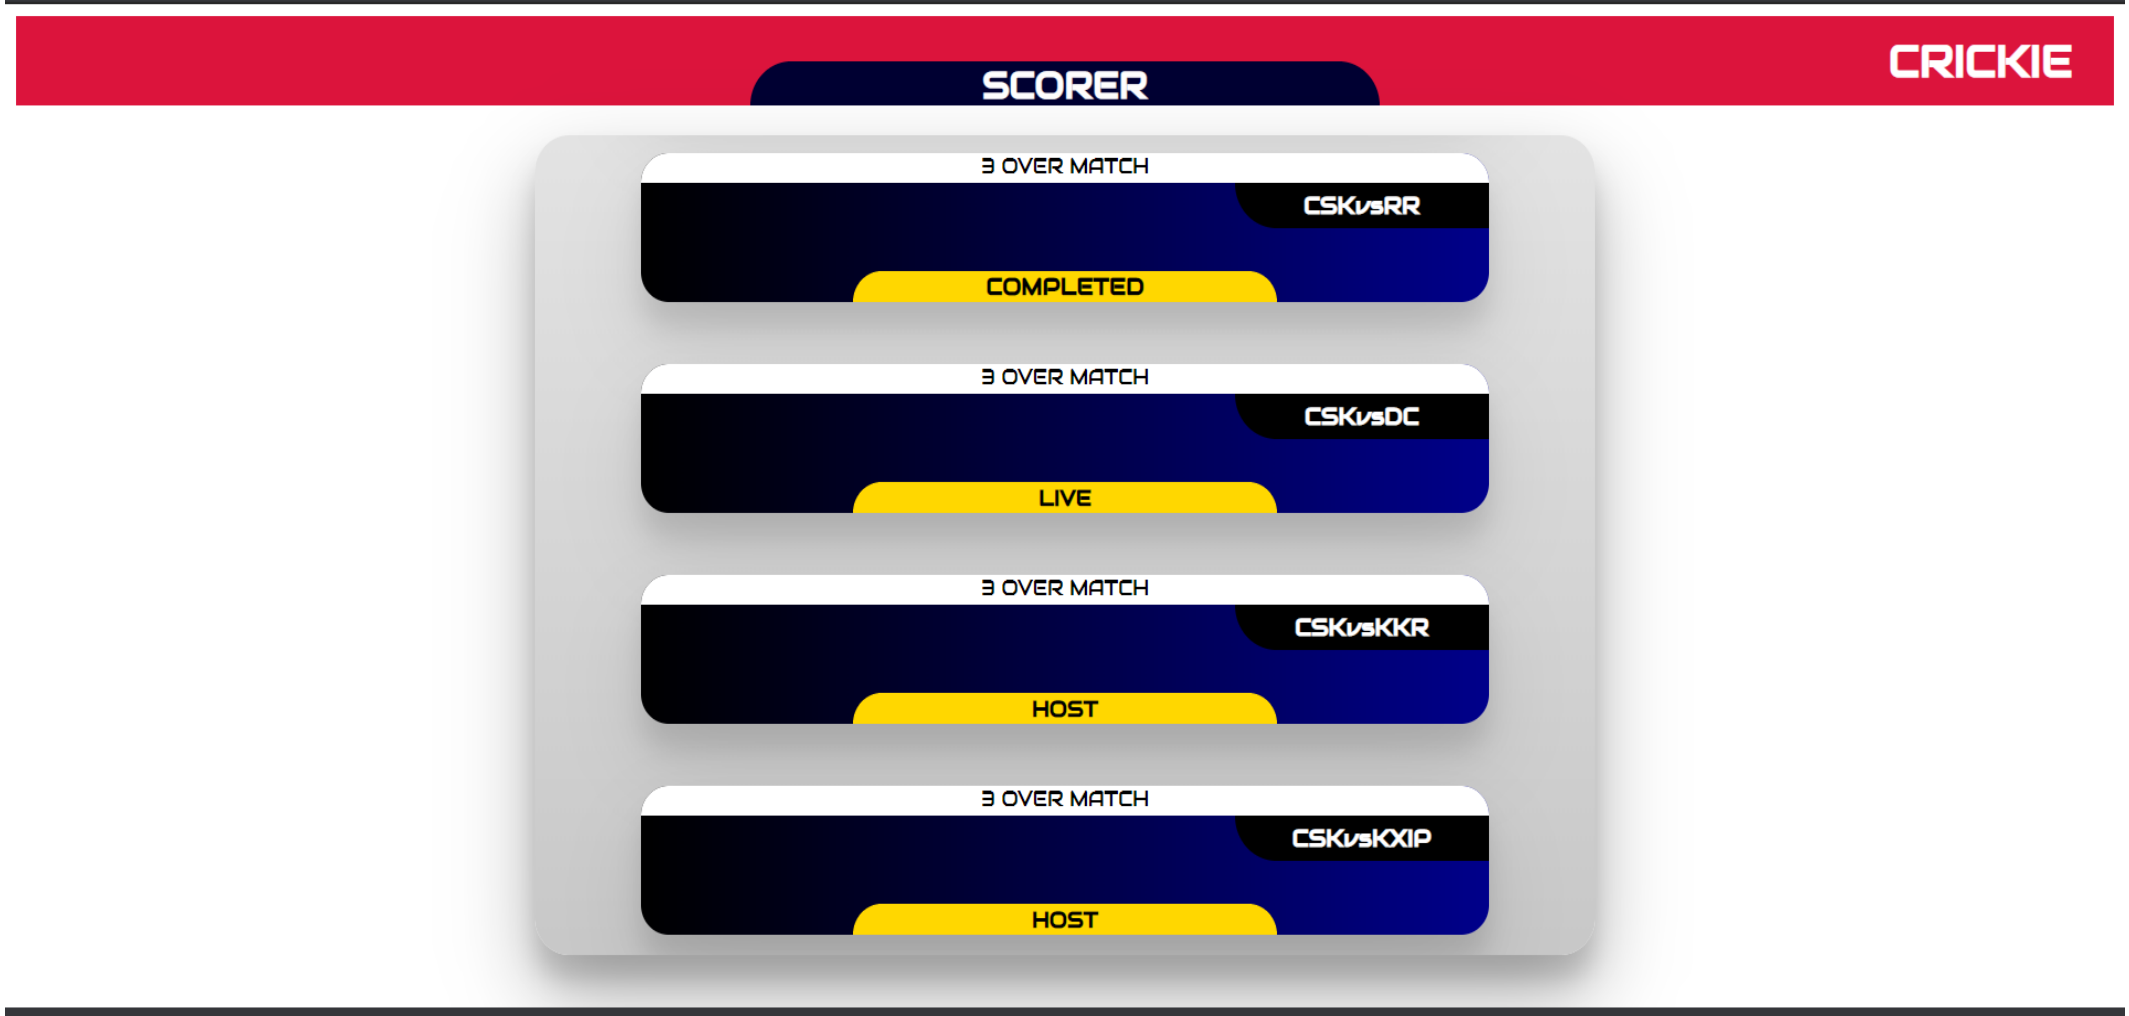 CRICKIE
SCORER
3 OVER MATCH
CSKvsRR
COMPLETED
3 OVER MATCH
CSKvsDC
LIVE
3 OVER MATCH
CSKvsKKR
HOST
3 OVER MATCH
CSKvsKXIP
HOST